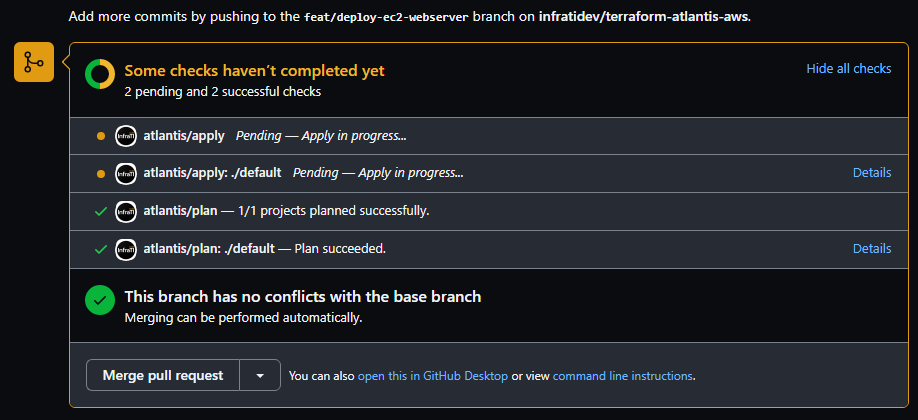 Add more commits by pushing to the feat/deploy-ec2-webserver branch on infratidev/terraform-atlantis-aws.
Some checks haven't completed yet
Hide all checks
2 pending and 2 successful checks
InfraTI atlantis/apply Pending — Apply in progress...
InfraTI atlantis/apply: ./default Pending — Apply in progress... Details
InfraTI atlantis/plan — 1/1 projects planned successfully.
InfraTI atlantis/plan: ./default — Plan succeeded. Details
This branch has no conflicts with the base branch
Merging can be performed automatically.
Merge pull request You can also open this in GitHub Desktop or view command line instructions.